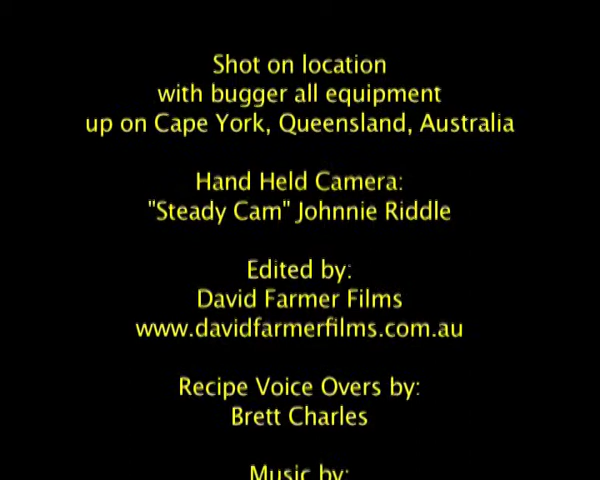 Shot on location
with bugger all equipment
up on Cape York, Queensland, Australia
Hand Held Camera:
"Steady Cam" Johnnie Riddle
Edited by:
David Farmer Films
www.davidfarmerfilms.com.au
Recipe Voice Overs by:
Brett Charles
Music by: